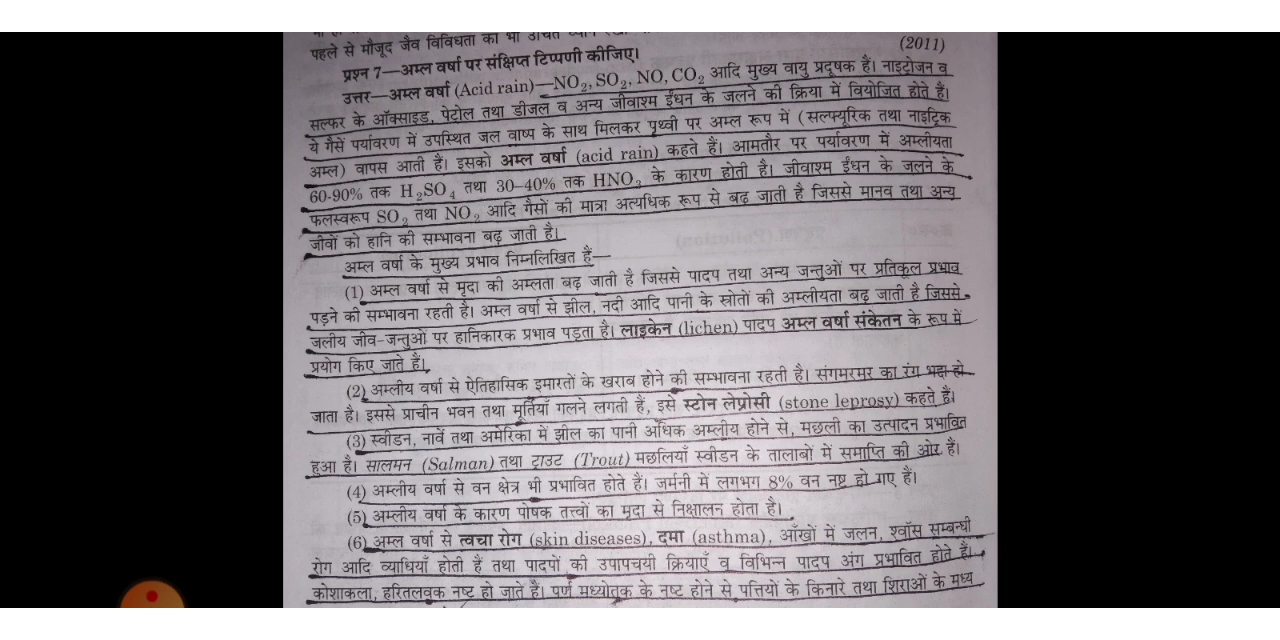 पहले से मौजूद जैव विविधता का भी उचित
प्रश्न 7—अम्ल वर्षा पर संक्षिप्त टिप्पणी कीजिए। (2011)
उत्तर—अम्ल वर्षा (Acid rain)—NO2, SO2, NO, CO2 आदि मुख्य वायु प्रदूषक हैं। नाइट्रोजन व
सल्फर के ऑक्साइड, पेट्रोल तथा डीजल व अन्य जीवाश्म ईंधन के जलने की क्रिया में वियोजित होते हैं।
ये गैसें पर्यावरण में उपस्थित जल वाष्प के साथ मिलकर पृथ्वी पर अम्ल रूप में (सल्फ्यूरिक तथा नाइट्रिक
अम्ल) वापस आती हैं। इसको अम्ल वर्षा (acid rain) कहते हैं। आमतौर पर पर्यावरण में अम्लीयता
60-90% तक H2SO4 तथा 30–40% तक HNO3 के कारण होती है। जीवाश्म ईंधन के जलने के
फलस्वरूप SO2 तथा NO2 आदि गैसों की मात्रा अत्यधिक रूप से बढ़ जाती है जिससे मानव तथा अन्य
जीवों को हानि की सम्भावना बढ़ जाती है।
अम्ल वर्षा के मुख्य प्रभाव निम्नलिखित हैं—
(1) अम्ल वर्षा से मृदा की अम्लता बढ़ जाती है जिससे पादप तथा अन्य जन्तुओं पर प्रतिकूल प्रभाव
पड़ने की सम्भावना रहती है। अम्ल वर्षा से झील, नदी आदि पानी के स्रोतों की अम्लीयता बढ़ जाती है जिससे
जलीय जीव-जन्तुओं पर हानिकारक प्रभाव पड़ता है। लाइकेन (lichen) पादप अम्ल वर्षा संकेतन के रूप में
प्रयोग किए जाते हैं।
(2) अम्लीय वर्षा से ऐतिहासिक इमारतों के खराब होने की सम्भावना रहती है। संगमरमर का रंग भद्दा हो
जाता है। इससे प्राचीन भवन तथा मूर्तियाँ गलने लगती हैं, इसे स्टोन लेप्रोसी (stone leprosy) कहते हैं।
(3) स्वीडन, नार्वे तथा अमेरिका में झील का पानी अधिक अम्लीय होने से, मछली का उत्पादन प्रभावित
हुआ है। सालमन (Salman) तथा ट्राउट (Trout) मछलियाँ स्वीडन के तालाबों में समाप्ति की ओर हैं।
(4) अम्लीय वर्षा से वन क्षेत्र भी प्रभावित होते हैं। जर्मनी में लगभग 8% वन नष्ट हो गए हैं।
(5) अम्लीय वर्षा के कारण पोषक तत्त्वों का मृदा से निक्षालन होता है।
(6) अम्ल वर्षा से त्वचा रोग (skin diseases), दमा (asthma), आँखों में जलन, श्वाँस सम्बन्धी
रोग आदि व्याधियाँ होती हैं तथा पादपों की उपापचयी क्रियाएँ व विभिन्न पादप अंग प्रभावित होते हैं।
कोशाकला, हरितलवक नष्ट हो जाते हैं। पर्ण मध्योतक के नष्ट होने से पत्तियों के किनारे तथा शिराओं के मध्य